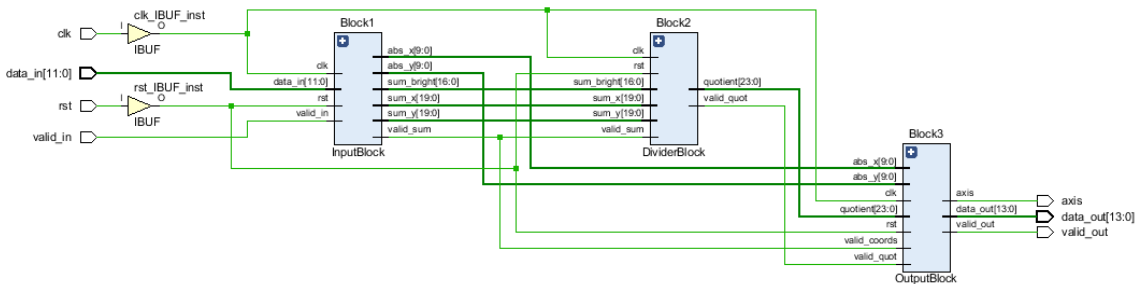 clk
I
clk_IBUF_inst
O
IBUF
data_in[11:0]
rst
I
rst_IBUF_inst
O
IBUF
valid_in
Block1
clk
data_in[11:0]
rst
valid_in
abs_x[9:0]
abs_y[9:0]
sum_bright[16:0]
sum_x[19:0]
sum_y[19:0]
valid_sum
InputBlock
Block2
clk
rst
sum_bright[16:0]
sum_x[19:0]
sum_y[19:0]
valid_sum
quotient[23:0]
valid_quot
DividerBlock
Block3
abs_x[9:0]
abs_y[9:0]
clk
quotient[23:0]
rst
valid_coords
valid_quot
axis
data_out[13:0]
valid_out
OutputBlock
axis
data_out[13:0]
valid_out